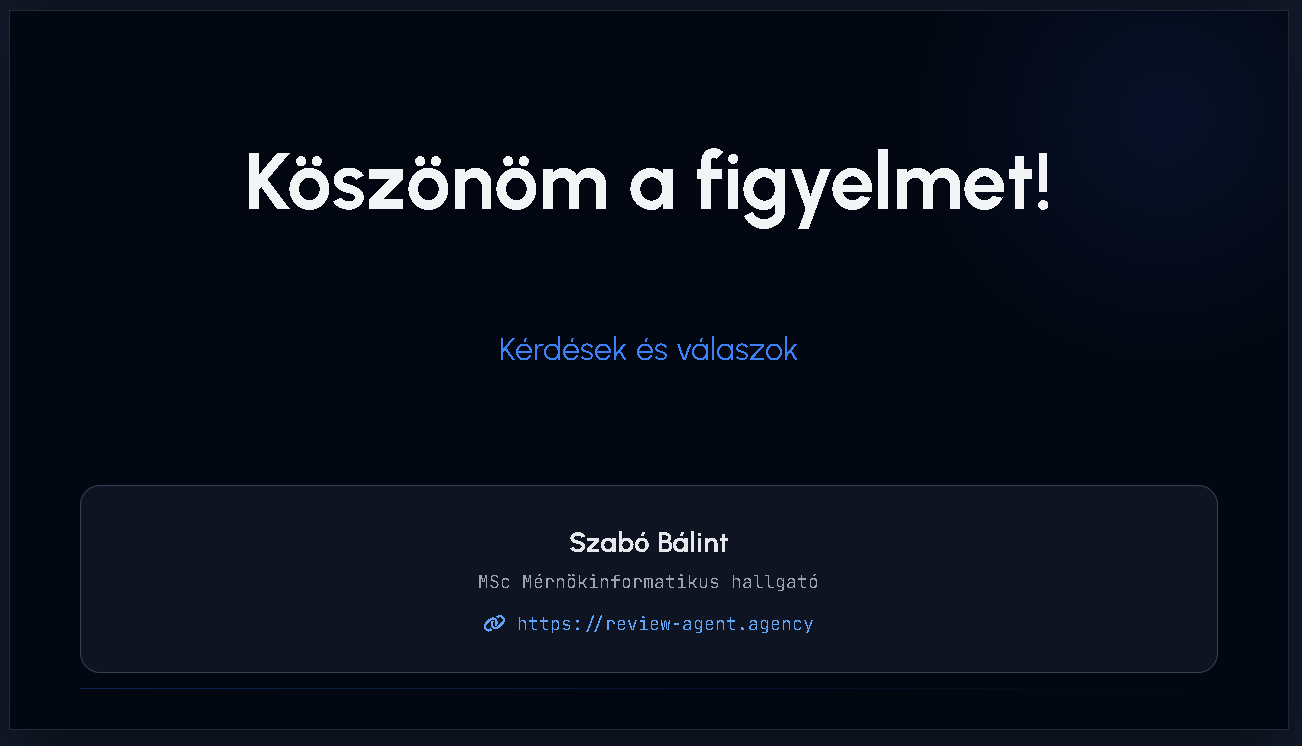 Köszönöm a figyelmet!
Kérdések és válaszok
Szabó Bálint
MSc Mérnökinformatikus hallgató
https://review-agent.agency